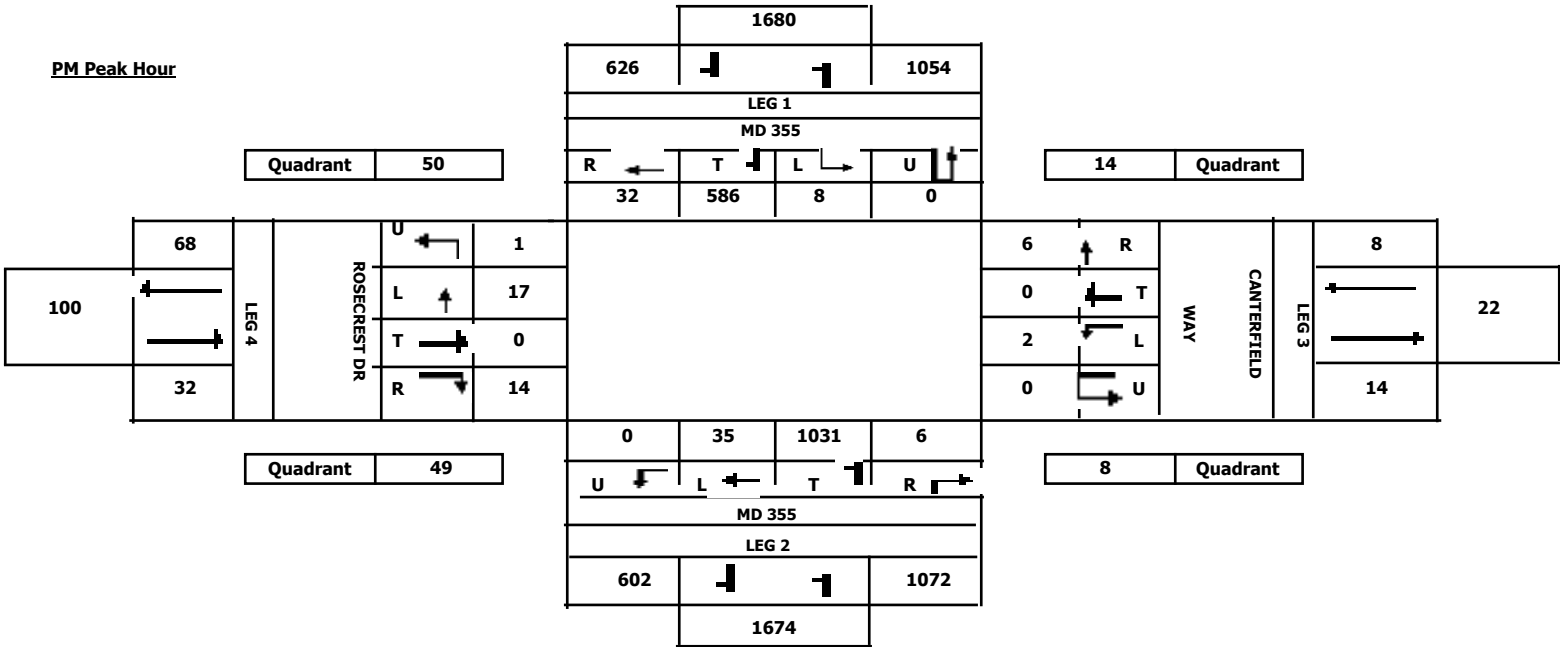 1680
PM Peak Hour
626 1054
LEG 1
MD 355
Quadrant 50
R T L U
14 Quadrant
32 586 8 0
68
U 1
6 R
8
100
LEG 4
ROSECREST DR
L 17
0 T
WAY
CANTERFIELD
LEG 3
22
T 0
2 L
32
R 14
0 U
14
0 35 1031 6
Quadrant 49
U L T R
8 Quadrant
MD 355
LEG 2
602 1072
1674